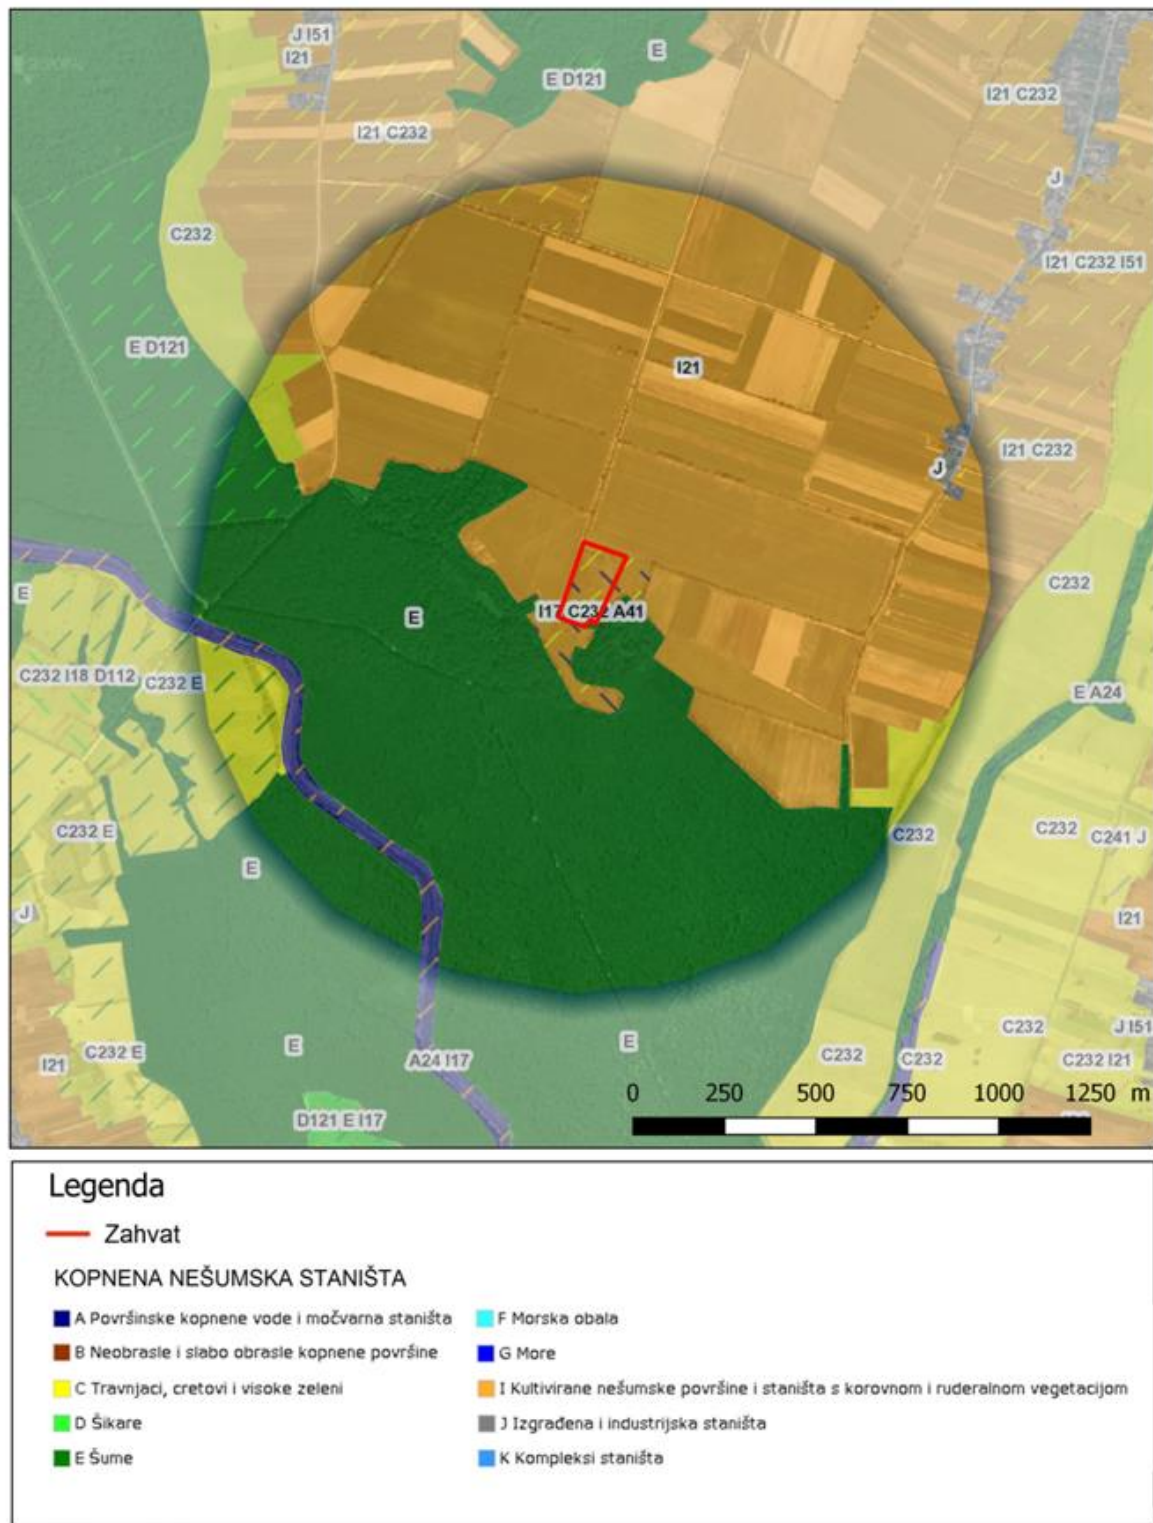 J I51
I21
E
E D121
I21 C232
I21 C232
J
C232
I21 C232 I51
E D121
I21
I21 C232
J
C232
E
E
I17 C232 A41
C232 I18 D112
C232 E
E A24
C232 E
C232
C232
C241 J
E
J
I21
C232
J I51
E
E
C232 E
I21
A24 I17
C232
C232
C232 I21
D121 E I17
0 250 500 750 1000 1250 m
Legenda
Zahvat
KOPNENA NEŠUMSKA STANIŠTA
A Površinske kopnene vode i močvarna staništa
B Neobrasle i slabo obrasle kopnene površine
C Travnjaci, cretovi i visoke zeleni
D Šikare
E Šume
F Morska obala
G More
I Kultivirane nešumske površine i staništa s korovnom i ruderalnom vegetacijom
J Izgrađena i industrijska staništa
K Kompleksi staništa